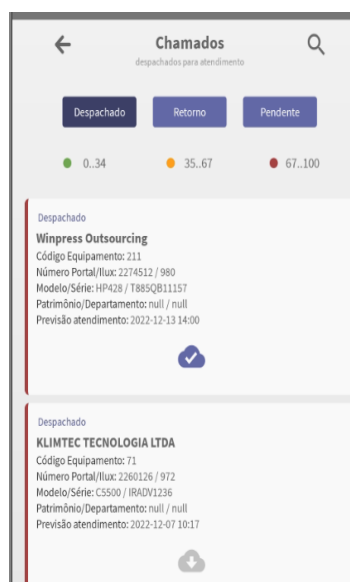 Chamados
despachados para atendimento
Despachado Retorno Pendente
0..34 35..67 67..100
Despachado
Winpress Outsourcing
Código Equipamento: 211
Número Portal/Ilux: 2274512 / 980
Modelo/Série: HP428 / T885QB11157
Patrimônio/Departamento: null / null
Previsão atendimento: 2022-12-13 14:00
Despachado
KLIMTEC TECNOLOGIA LTDA
Código Equipamento: 71
Número Portal/Ilux: 2260126 / 972
Modelo/Série: C5500 / IRADV1236
Patrimônio/Departamento: null / null
Previsão atendimento: 2022-12-07 10:17